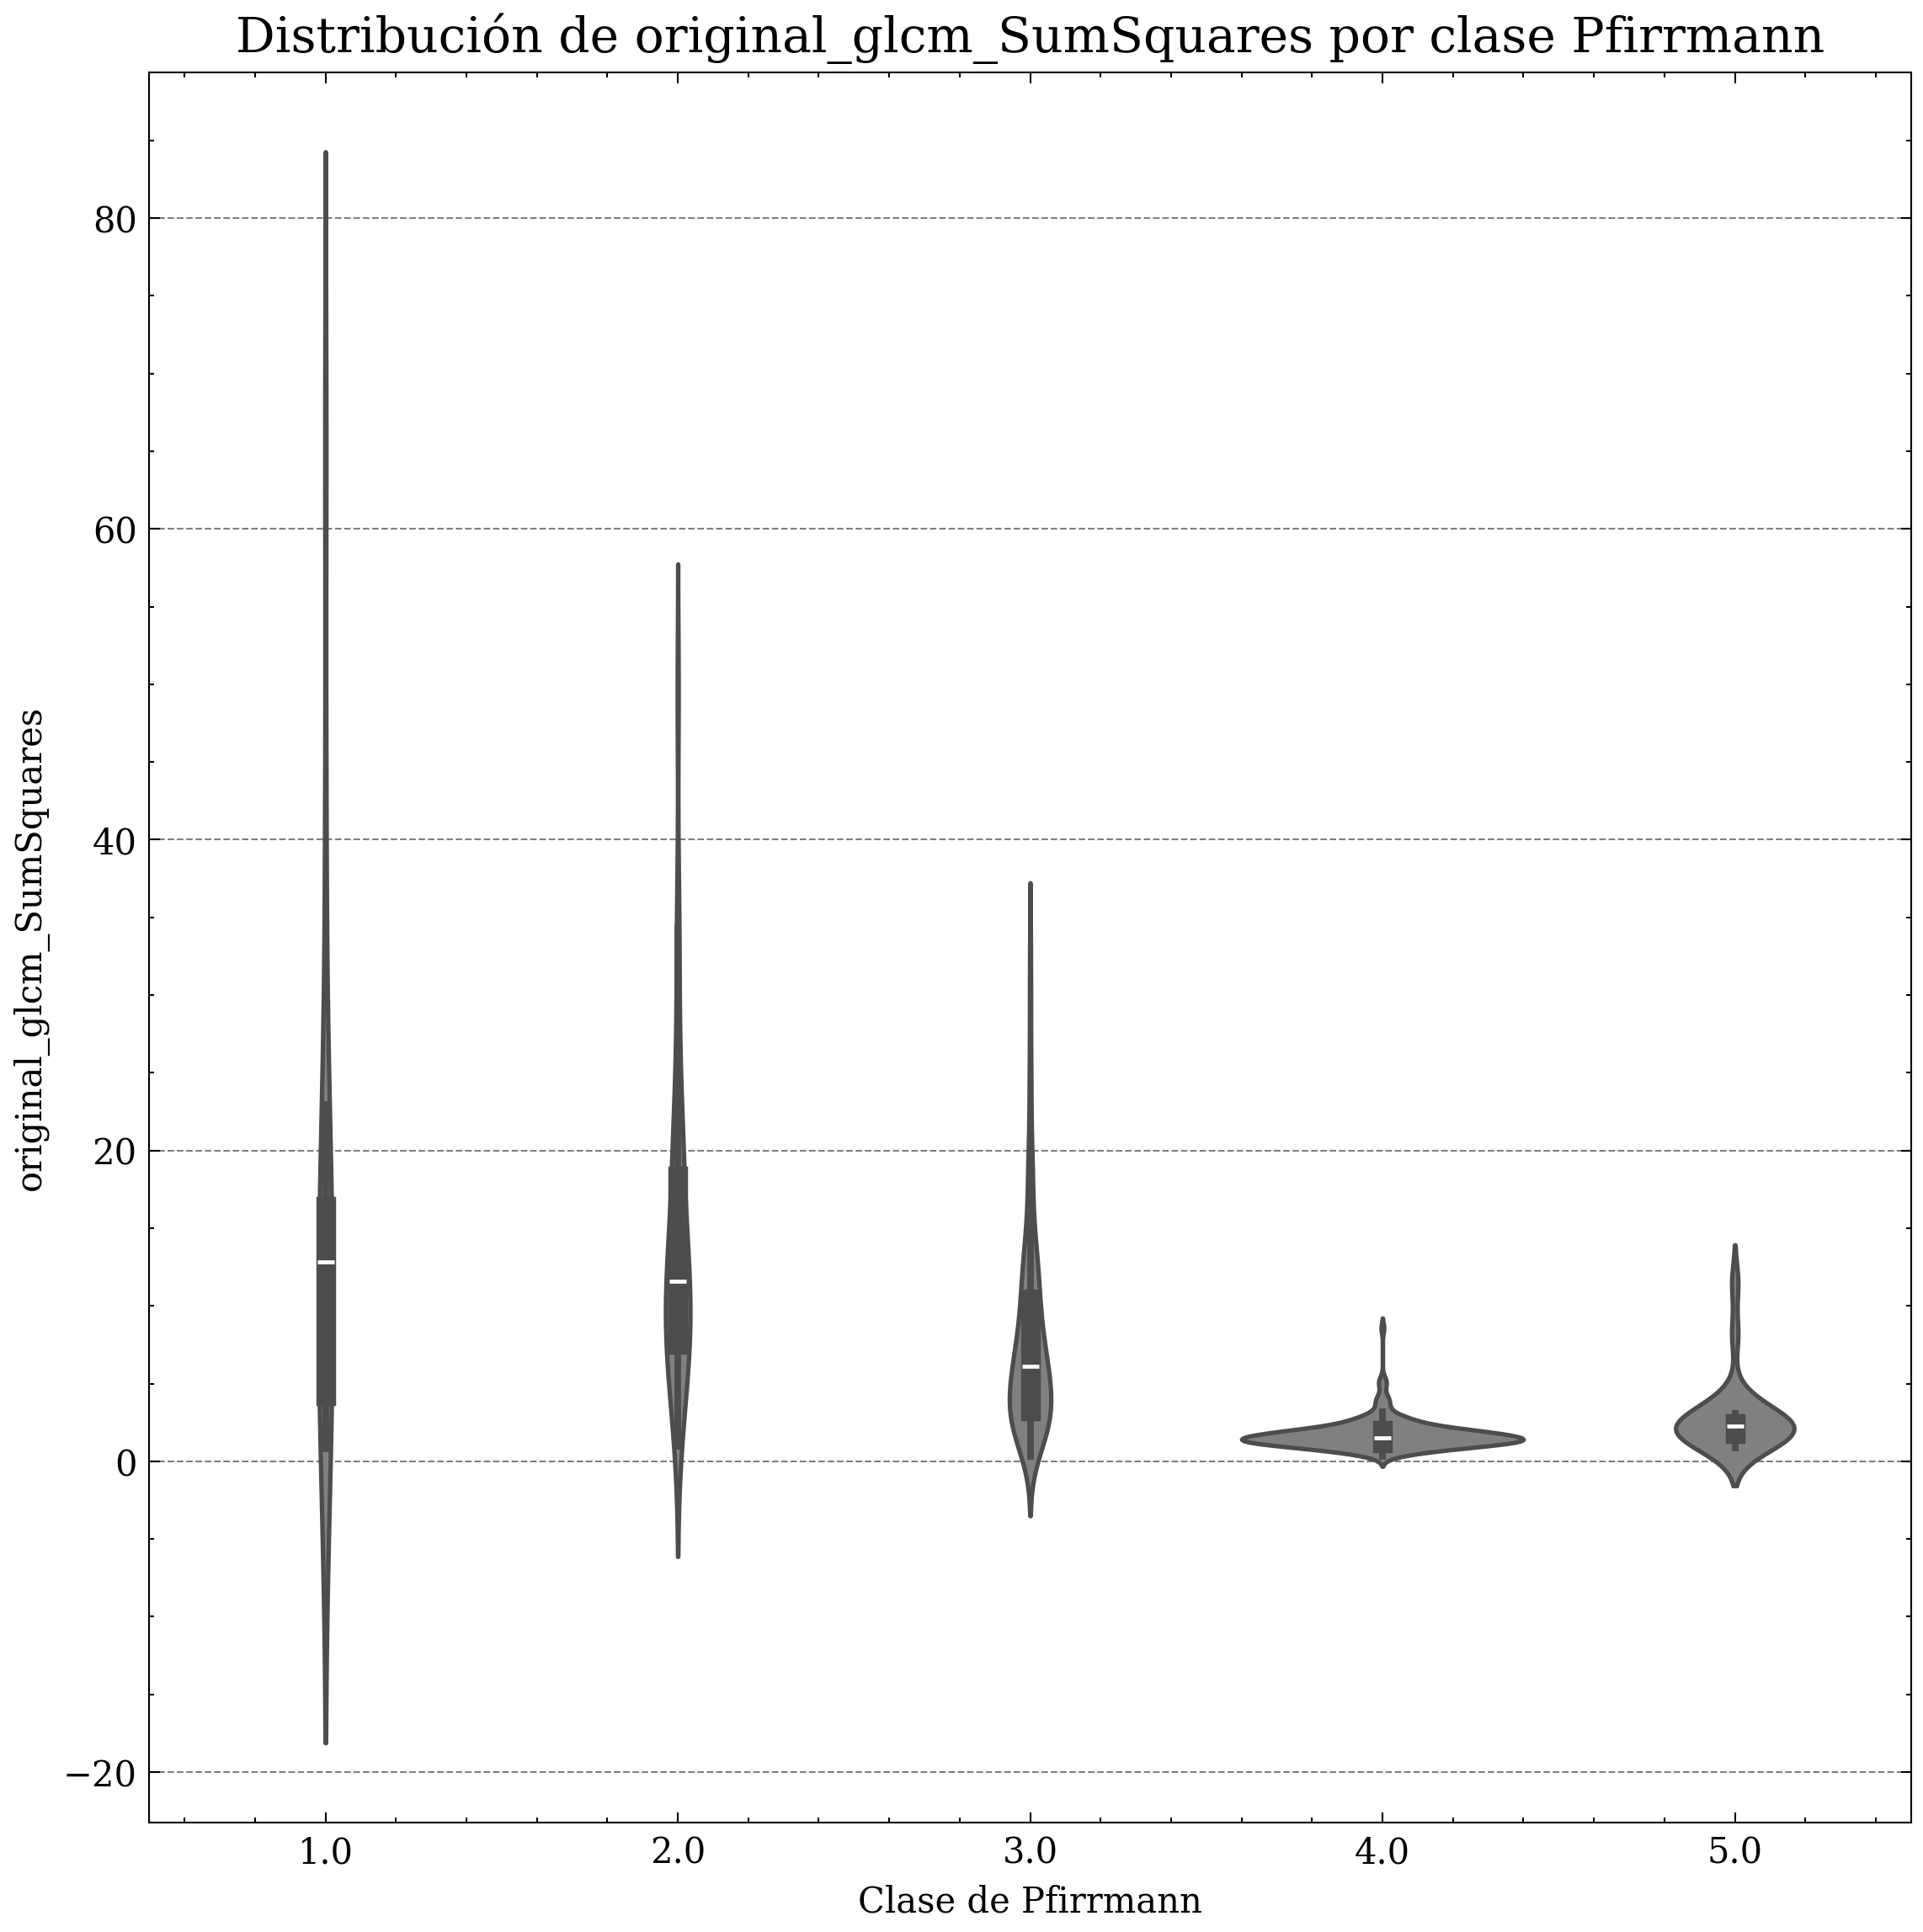 Distribución de original_glcm_SumSquares por clase Pfirrmann
original_glcm_SumSquares
80
60
40
20
0
−20
1.0 2.0 3.0 4.0 5.0
Clase de Pfirrmann